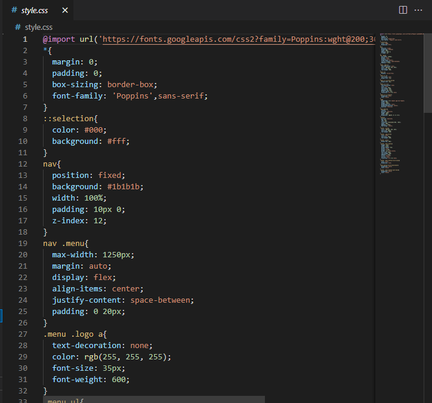 # style.css ×
# style.css
1 @import url('https://fonts.googleapis.com/css2?family=Poppins:wght@200;30
2 *{
3 margin: 0;
4 padding: 0;
5 box-sizing: border-box;
6 font-family: 'Poppins',sans-serif;
7 }
8 ::selection{
9 color: #000;
10 background: #fff;
11 }
12 nav{
13 position: fixed;
14 background: #1b1b1b;
15 width: 100%;
16 padding: 10px 0;
17 z-index: 12;
18 }
19 nav .menu{
20 max-width: 1250px;
21 margin: auto;
22 display: flex;
23 align-items: center;
24 justify-content: space-between;
25 padding: 0 20px;
26 }
27 .menu .logo a{
28 text-decoration: none;
29 color: rgb(255, 255, 255);
30 font-size: 35px;
31 font-weight: 600;
32 }
33 .menu ul{